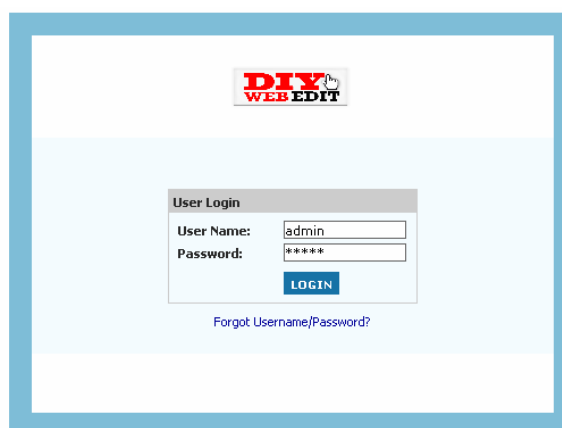 DIY
WEB EDIT
User Login
User Name: admin
Password: *****
LOGIN
Forgot Username/Password?